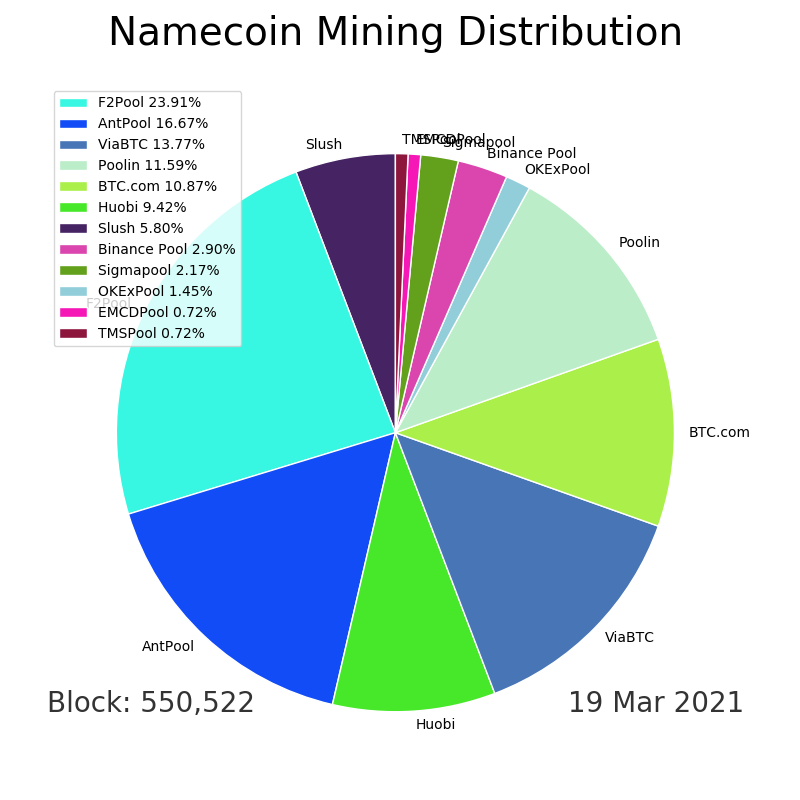 Namecoin Mining Distribution
F2Pool 23.91%
AntPool 16.67%
ViaBTC 13.77%
Poolin 11.59%
BTC.com 10.87%
Huobi 9.42%
Slush 5.80%
Binance Pool 2.90%
Sigmapool 2.17%
OKExPool 1.45%
EMCDPool 0.72%
TMSPool 0.72%
Slush
TMSPool
EMCDPool
Sigmapool
Binance Pool
OKExPool
Poolin
F2Pool
BTC.com
ViaBTC
AntPool
Huobi
Block: 550,522
19 Mar 2021